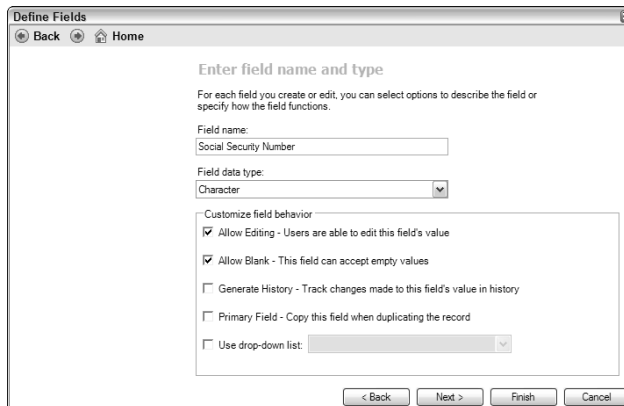 Define Fields
Back Home
Enter field name and type
For each field you create or edit, you can select options to describe the field or
specify how the field functions.
Field name:
Social Security Number
Field data type:
Character
Customize field behavior
Allow Editing - Users are able to edit this field's value
Allow Blank - This field can accept empty values
Generate History - Track changes made to this field's value in history
Primary Field - Copy this field when duplicating the record
Use drop-down list:
< Back Next > Finish Cancel